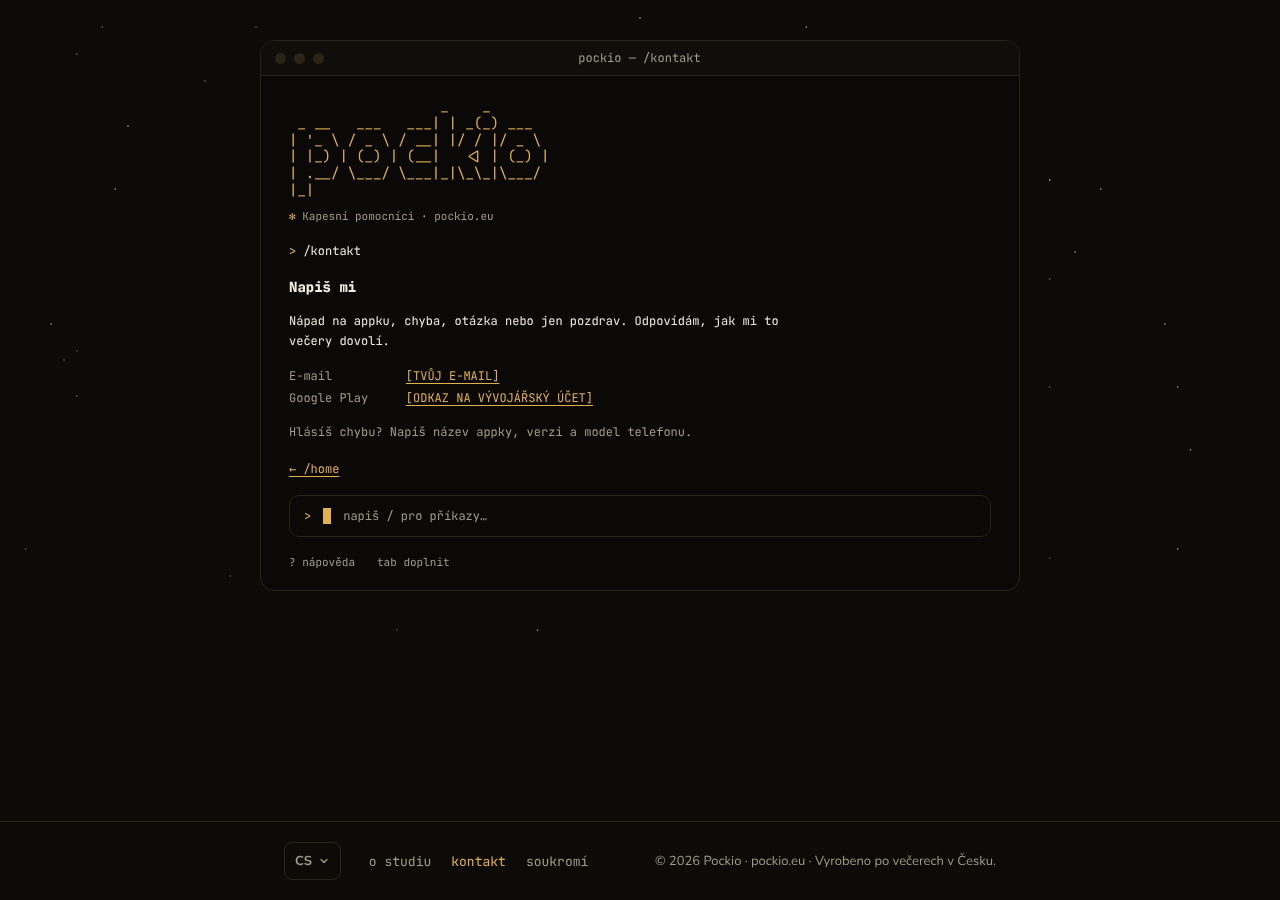 pockio — /kontakt
pockio
✻ Kapesní pomocníci · pockio.eu
> /kontakt
Napiš mi
Nápad na appku, chyba, otázka nebo jen pozdrav. Odpovídám, jak mi to
večery dovolí.
E-mail [TVŮJ E-MAIL]
Google Play [ODKAZ NA VÝVOJÁŘSKÝ ÚČET]
Hlásíš chybu? Napiš název appky, verzi a model telefonu.
← /home
> napiš / pro příkazy…
? nápověda tab doplnit
CS o studiu kontakt soukromí © 2026 Pockio · pockio.eu · Vyrobeno po večerech v Česku.